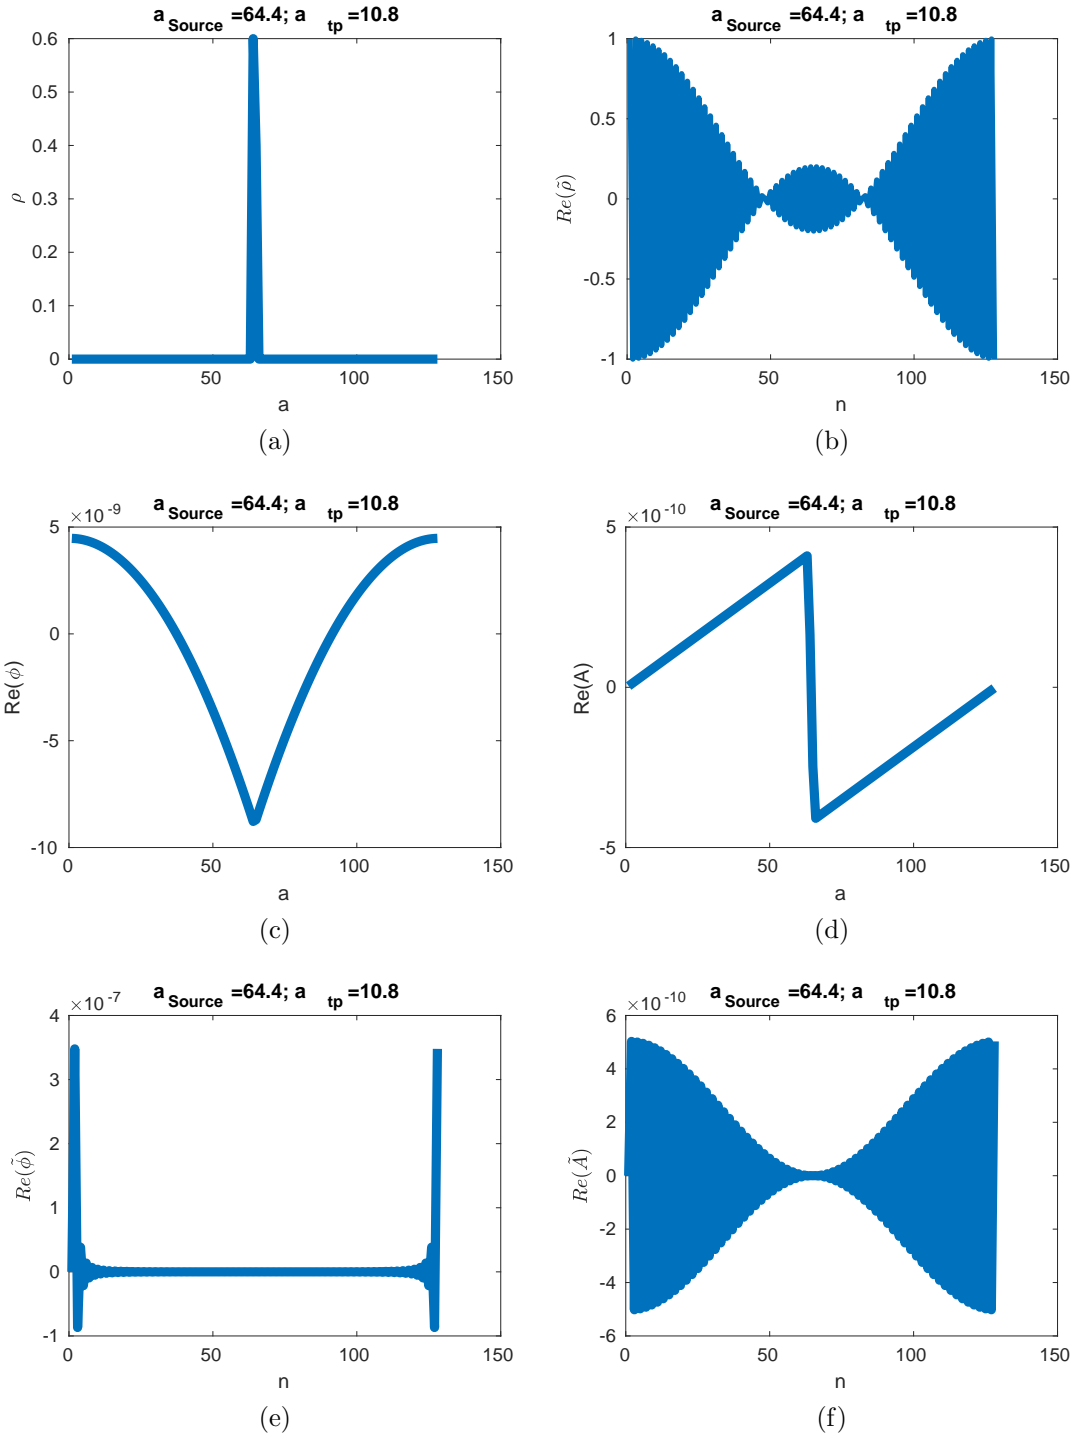 a Source =64.4; a tp =10.8
0.6
0.5
0.4
0.3
0.2
0.1
0
ρ
0 50 100 150
a
(a)
a Source =64.4; a tp =10.8
1
0.5
0
-0.5
-1
Re(ρ̃)
0 50 100 150
n
(b)
a Source =64.4; a tp =10.8
×10^-9
5
0
-5
-10
Re(ϕ)
0 50 100 150
a
(c)
a Source =64.4; a tp =10.8
×10^-10
5
0
-5
Re(A)
0 50 100 150
a
(d)
a Source =64.4; a tp =10.8
×10^-7
4
3
2
1
0
-1
Re(ϕ̃)
0 50 100 150
n
(e)
a Source =64.4; a tp =10.8
×10^-10
6
4
2
0
-2
-4
-6
Re(Ã)
0 50 100 150
n
(f)